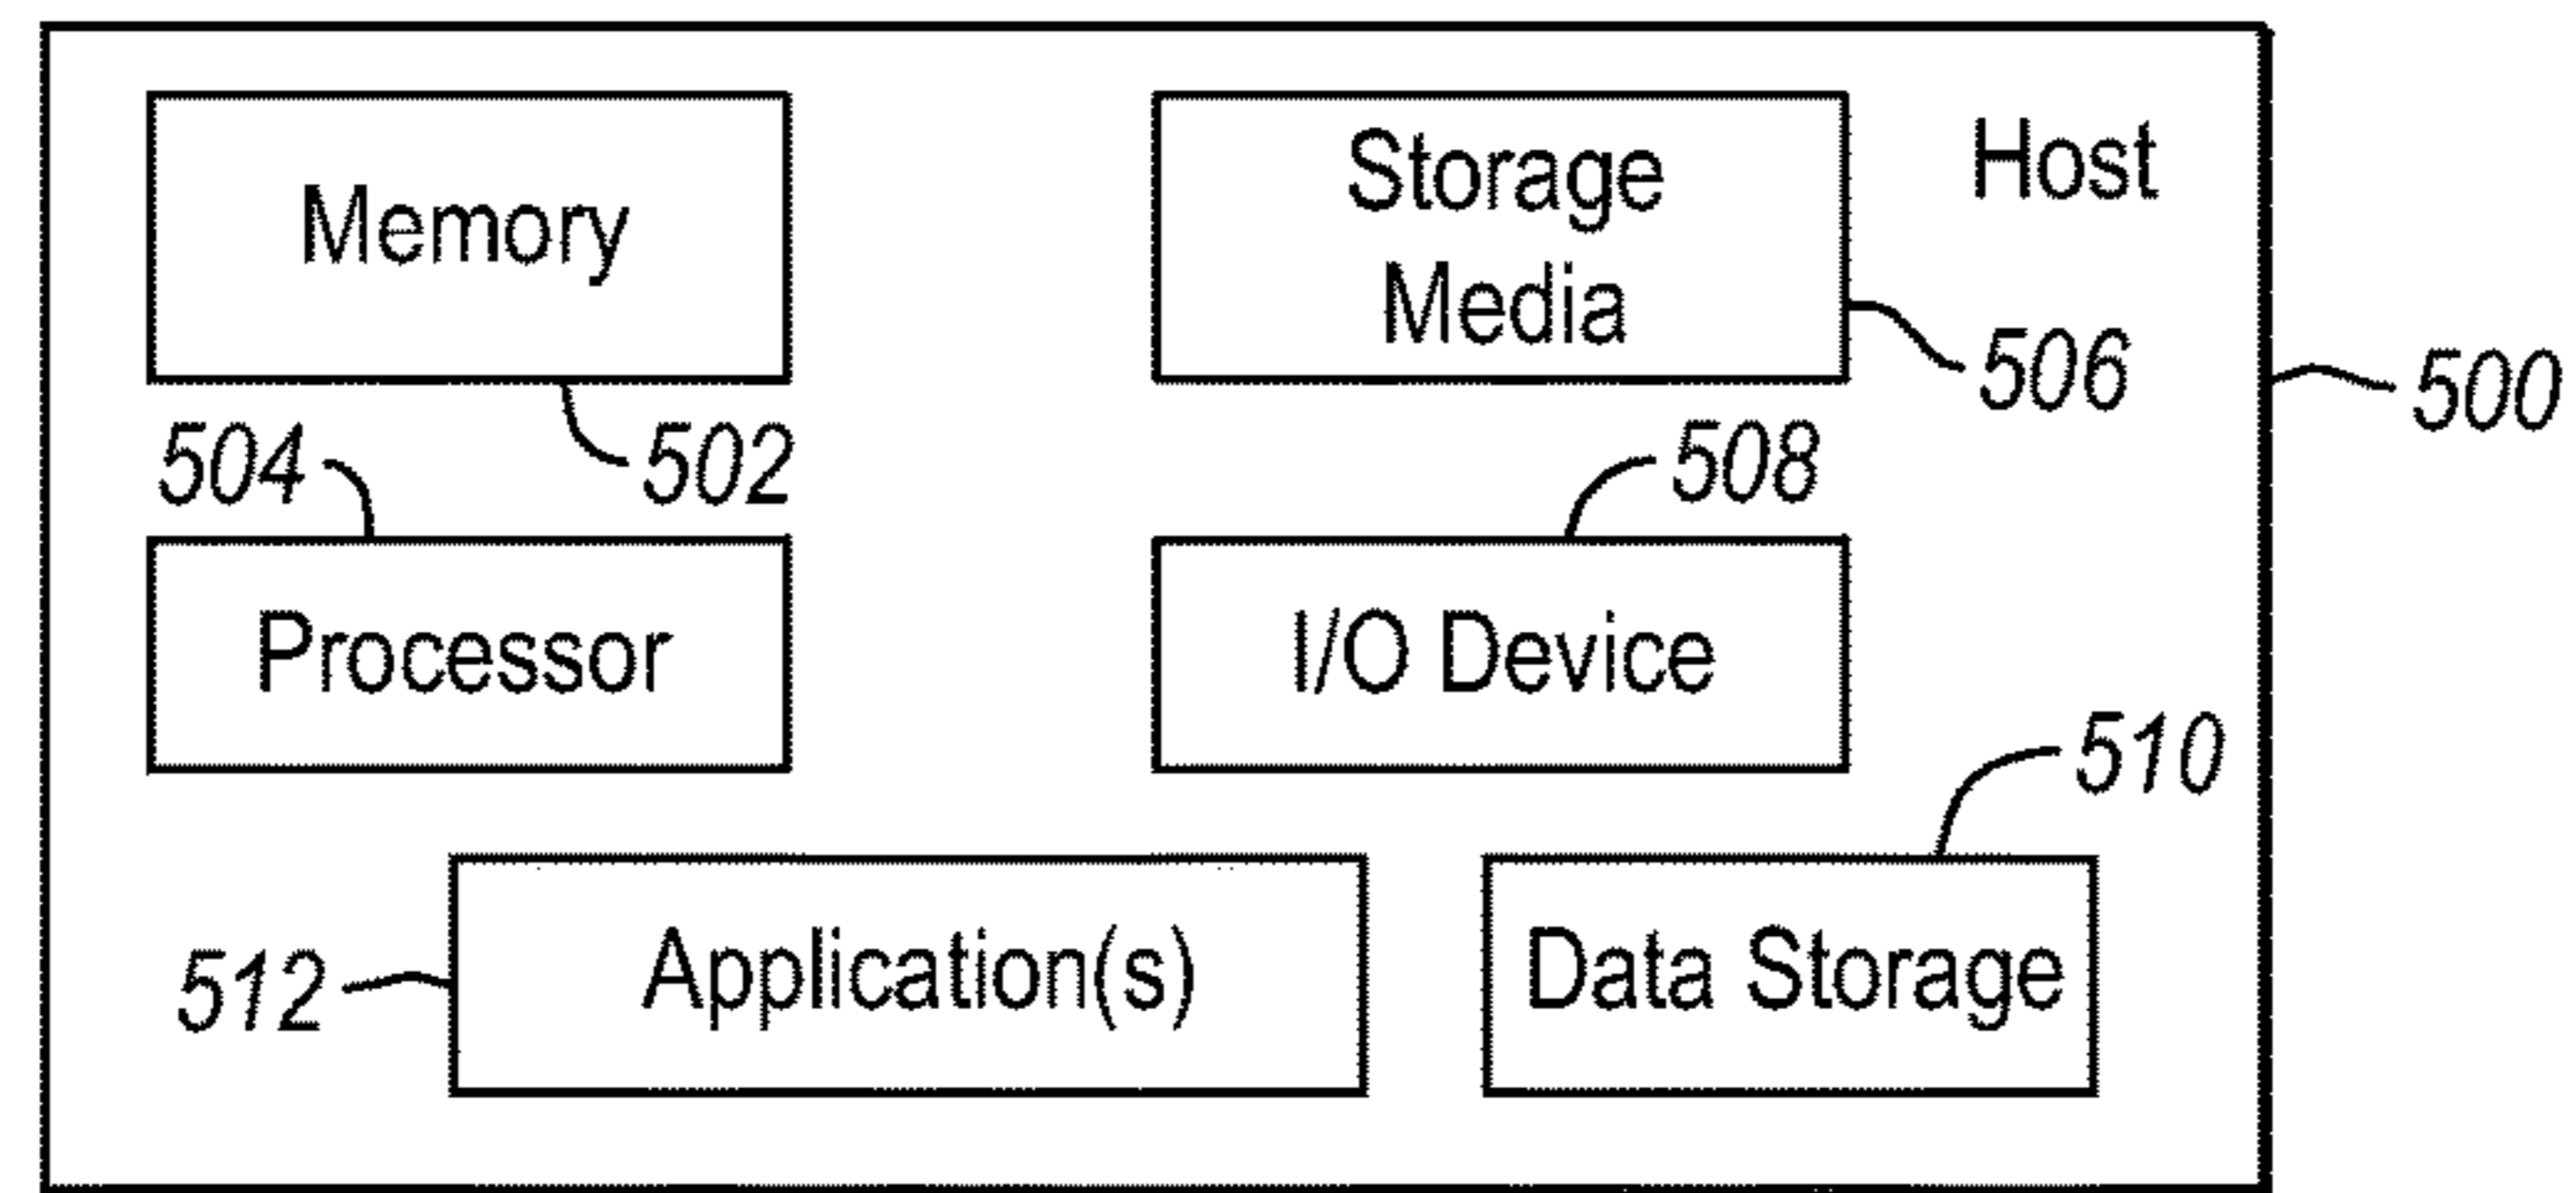 Memory
Storage
Media
Host
506
500
504
502
508
Processor
I/O Device
510
512
Application(s)
Data Storage